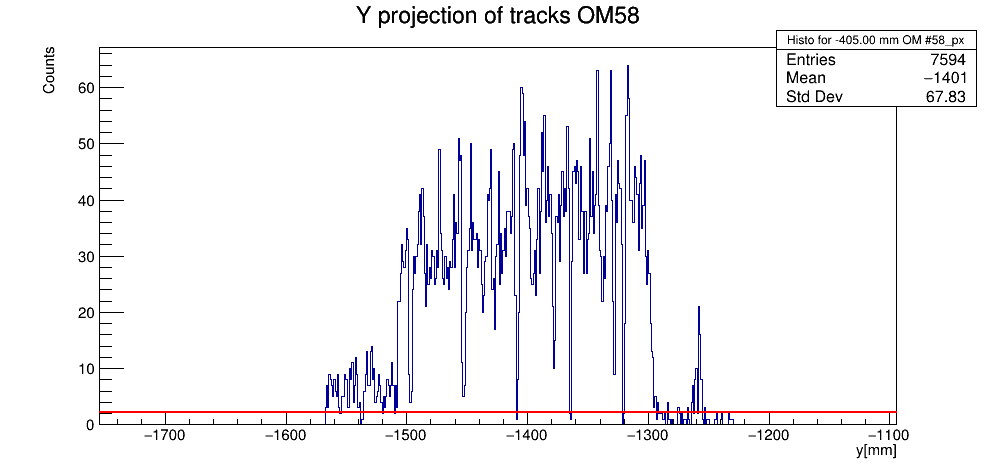 Y projection of tracks OM58
Histo for -405.00 mm OM #58_px
Entries 7594
Mean −1401
Std Dev 67.83
Counts
60
50
40
30
20
10
0
−1700 −1600 −1500 −1400 −1300 −1200 −1100
y[mm]